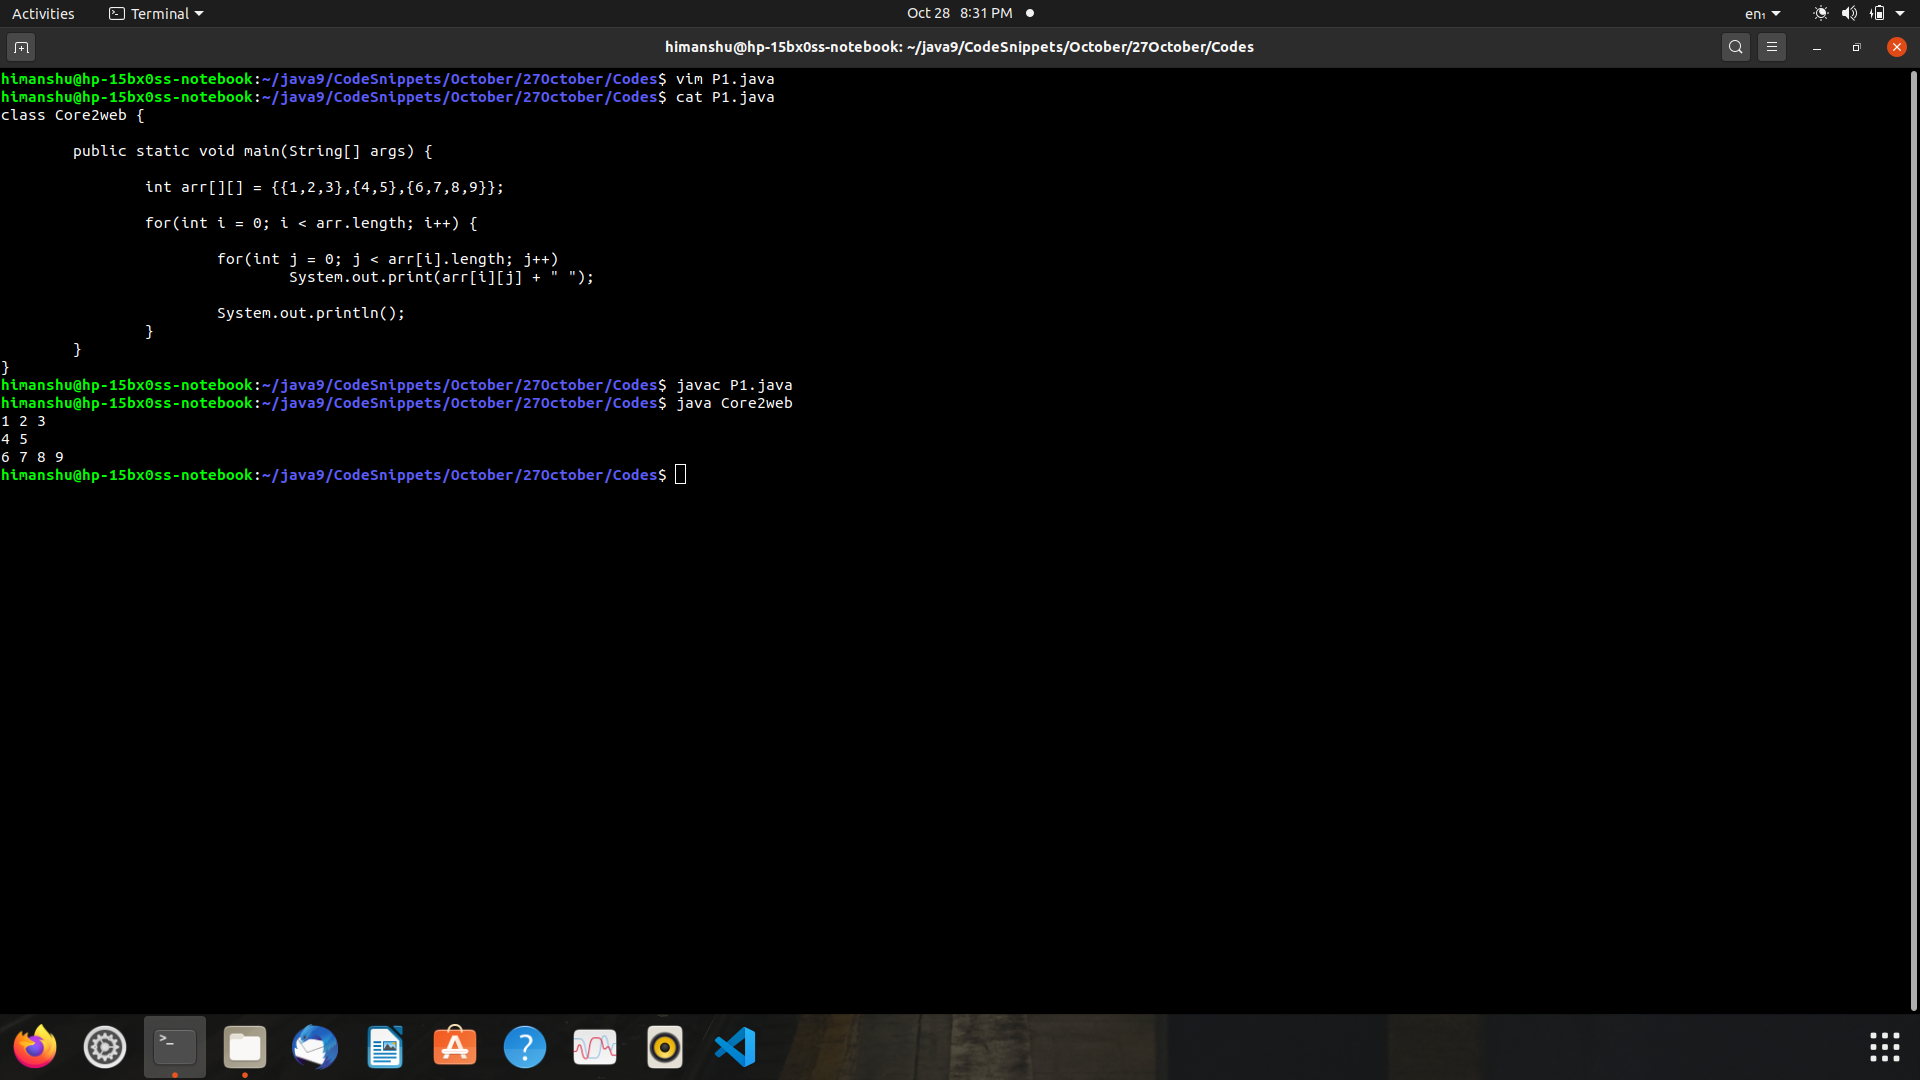 Activities Terminal Oct 28 8:31 PM en₁
himanshu@hp-15bx0ss-notebook: ~/java9/CodeSnippets/October/27October/Codes
himanshu@hp-15bx0ss-notebook:~/java9/CodeSnippets/October/27October/Codes$ vim P1.java
himanshu@hp-15bx0ss-notebook:~/java9/CodeSnippets/October/27October/Codes$ cat P1.java
class Core2web {
        public static void main(String[] args) {
                int arr[][] = {{1,2,3},{4,5},{6,7,8,9}};
                for(int i = 0; i < arr.length; i++) {
                        for(int j = 0; j < arr[i].length; j++)
                                System.out.print(arr[i][j] + " ");
                        System.out.println();
                }
        }
}
himanshu@hp-15bx0ss-notebook:~/java9/CodeSnippets/October/27October/Codes$ javac P1.java
himanshu@hp-15bx0ss-notebook:~/java9/CodeSnippets/October/27October/Codes$ java Core2web
1 2 3
4 5
6 7 8 9
himanshu@hp-15bx0ss-notebook:~/java9/CodeSnippets/October/27October/Codes$